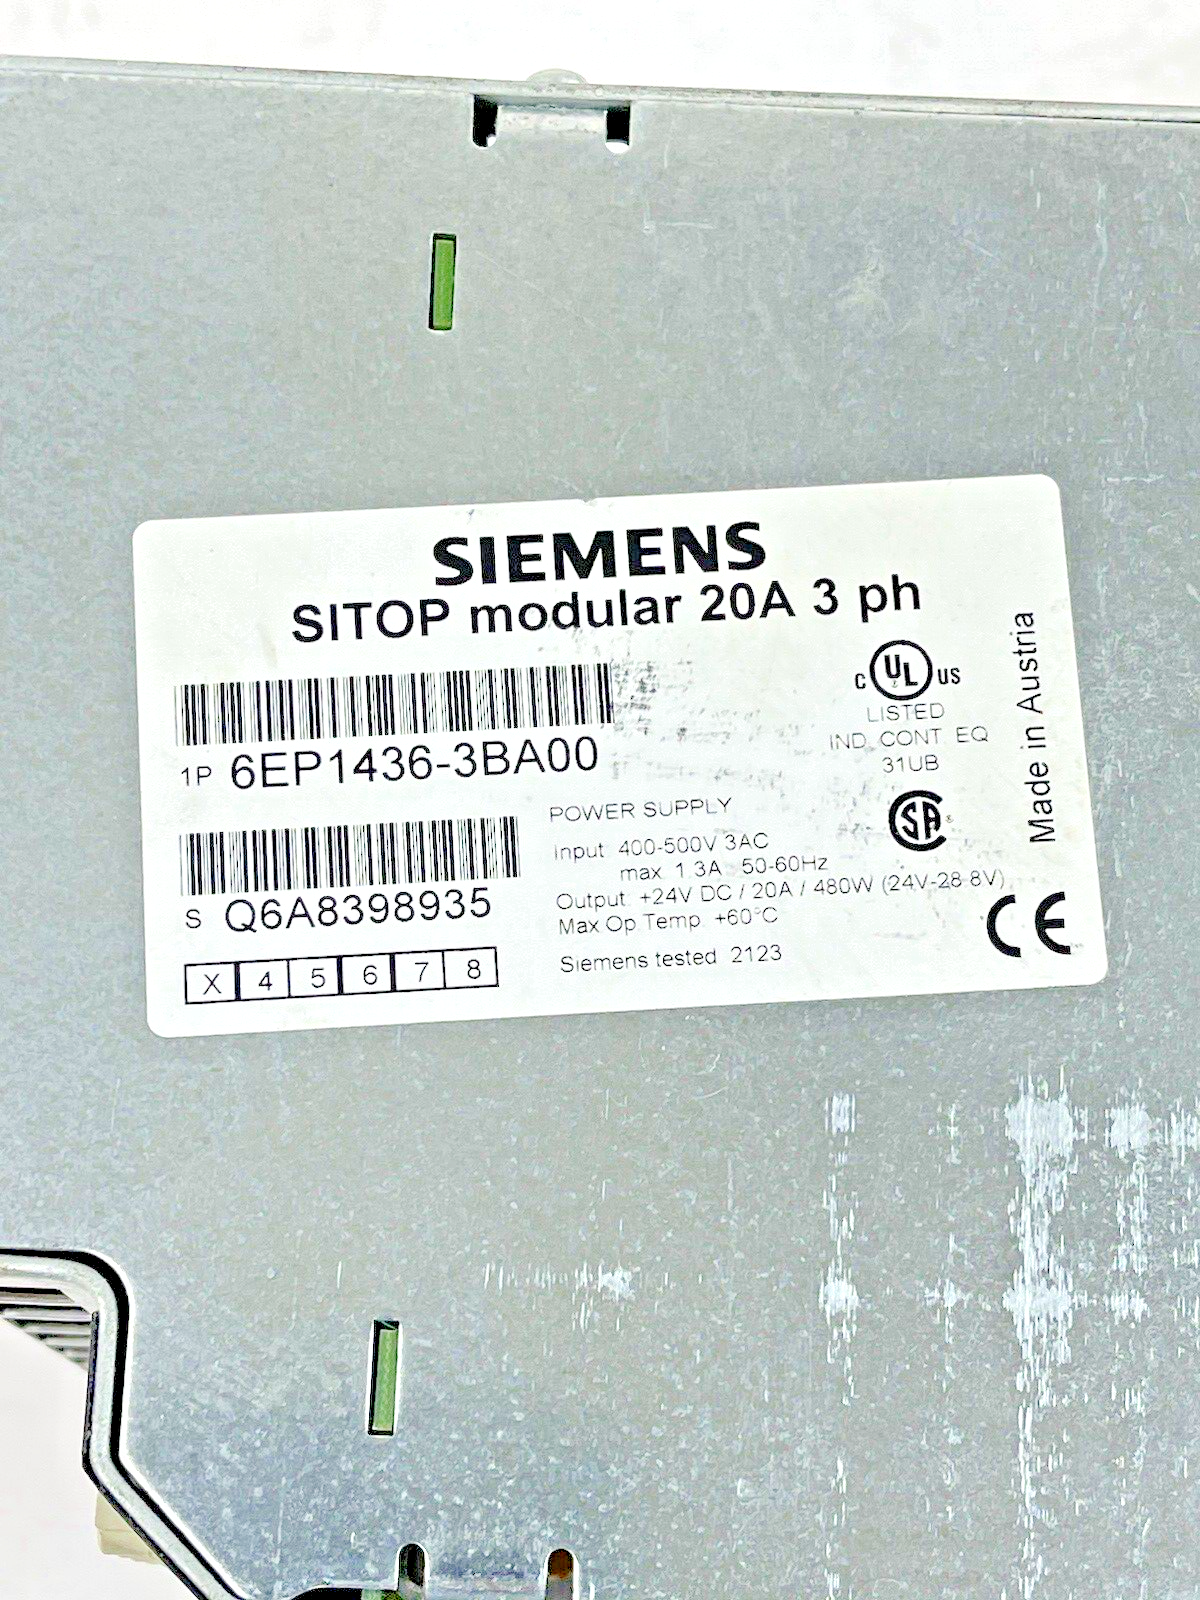 SIEMENS
SITOP modular 20A 3 ph
1P 6EP1436-3BA00
S Q6A8398935
X 4 5 6 7 8
POWER SUPPLY
Input 400-500V 3AC
max 1.3A 50-60Hz
Output +24V DC / 20A / 480W (24V-28.8V)
Max Op Temp. +60°C
Siemens tested 2123
C UL US
LISTED
IND CONT EQ
31UB
SA
CE
Made in Austria